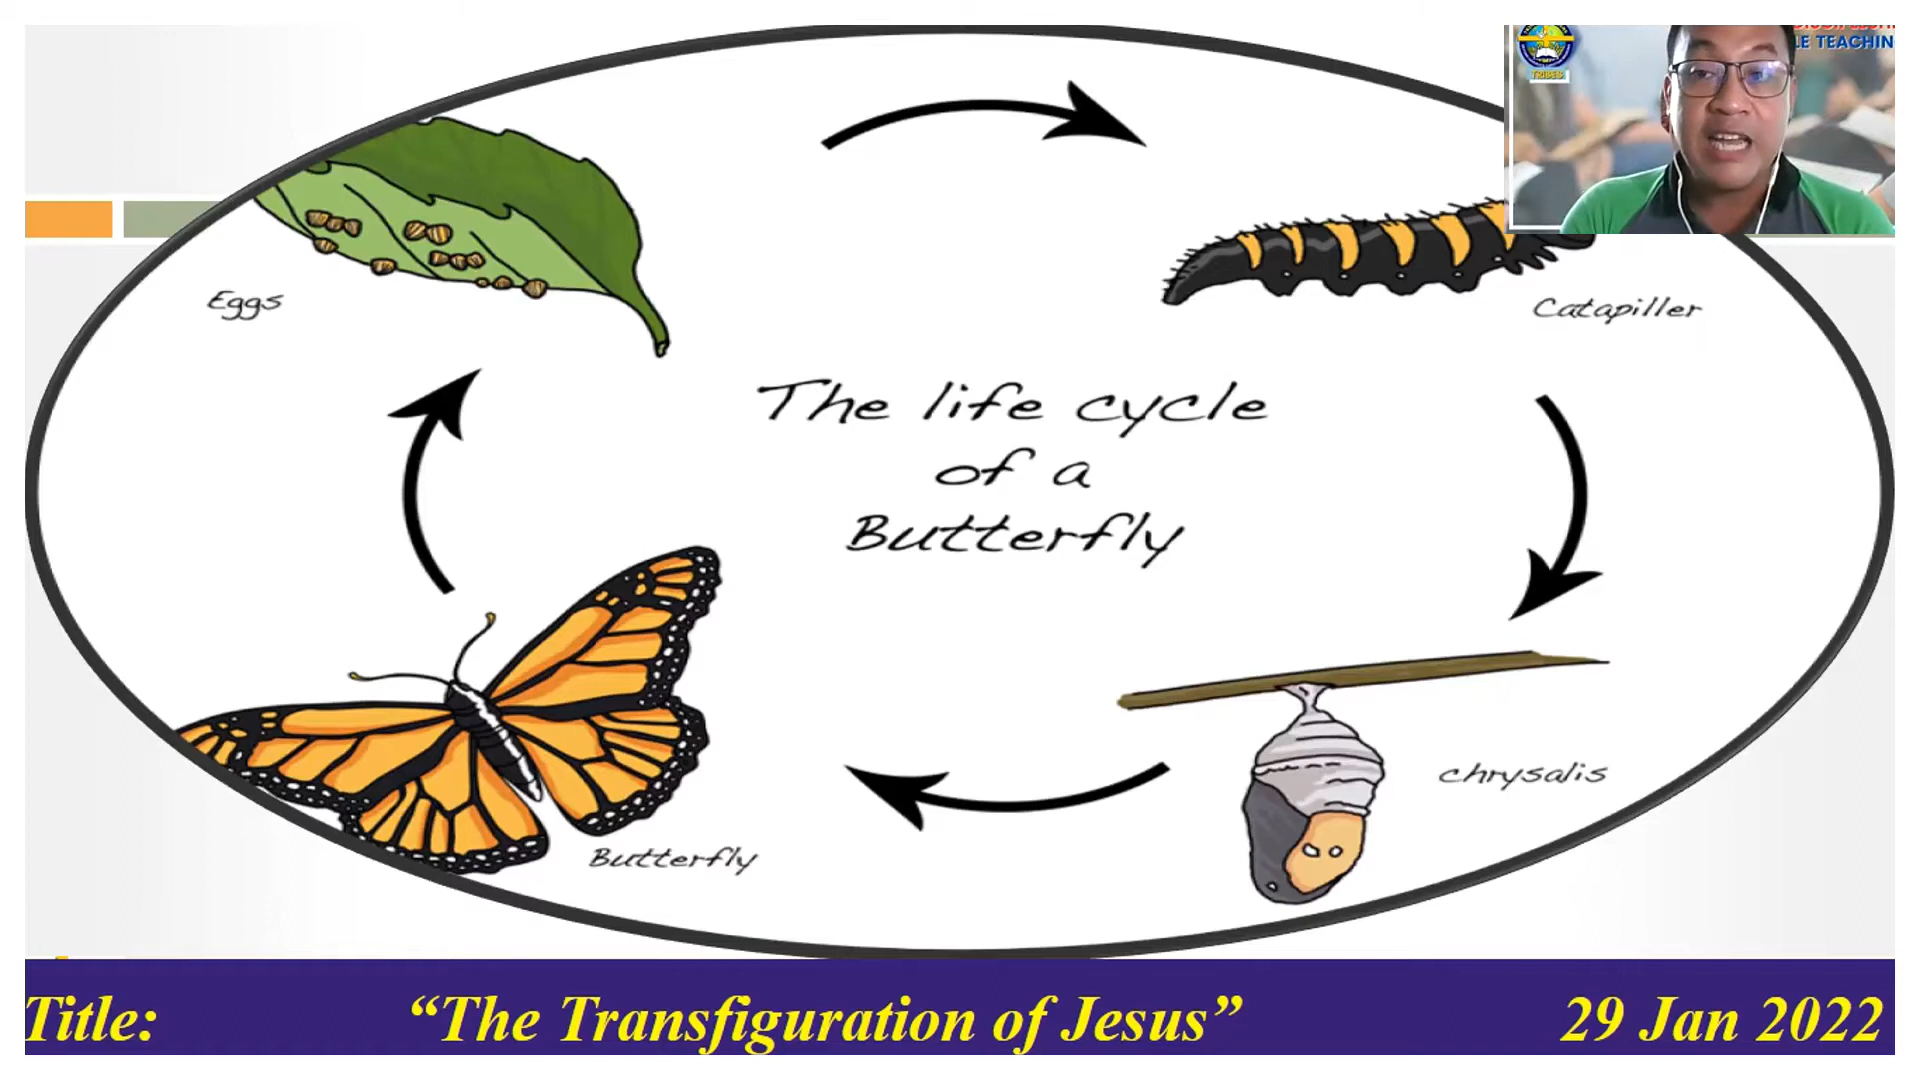 LE TEACHIN
TRIBES
Eggs
Catapiller
The life cycle
of a
Butterfly
chrysalis
Butterfly
Title: “The Transfiguration of Jesus” 29 Jan 2022